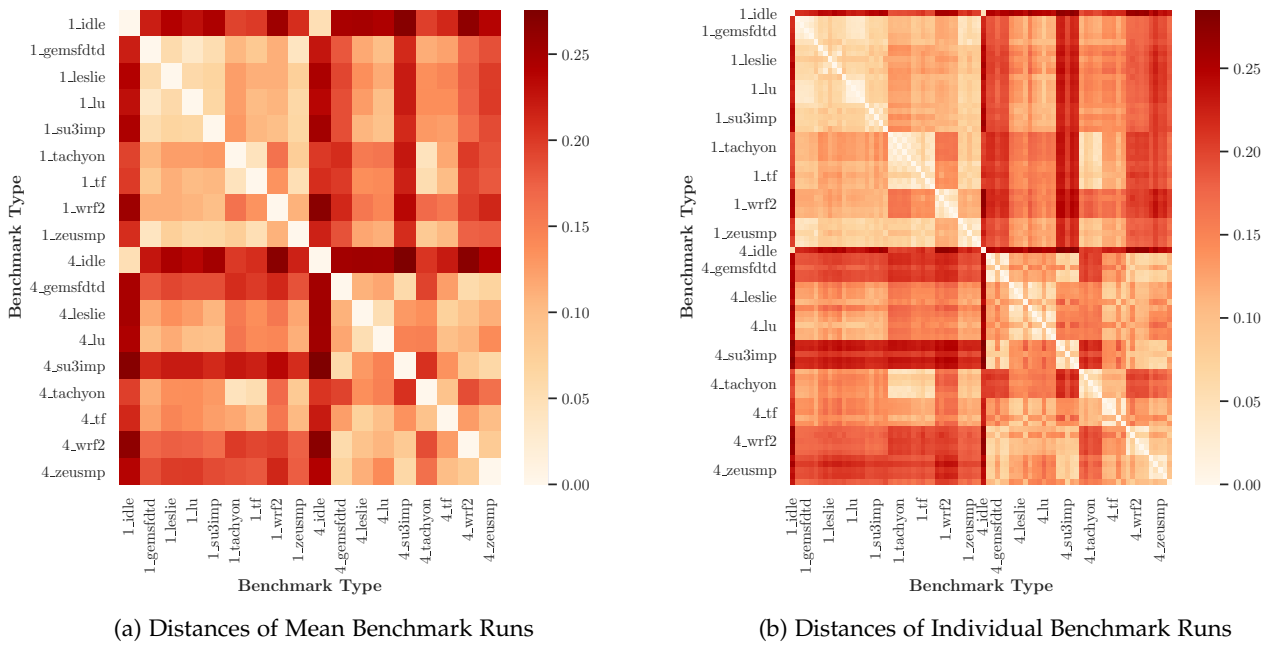 1_idle
1_gemsfdtd
1_leslie
1_lu
1_su3imp
1_tachyon
1_tf
1_wrf2
1_zeusmp
4_idle
4_gemsfdtd
4_leslie
4_lu
4_su3imp
4_tachyon
4_tf
4_wrf2
4_zeusmp
Benchmark Type
1_idle
1_gemsfdtd
1_leslie
1_lu
1_su3imp
1_tachyon
1_tf
1_wrf2
1_zeusmp
4_idle
4_gemsfdtd
4_leslie
4_lu
4_su3imp
4_tachyon
4_tf
4_wrf2
4_zeusmp
Benchmark Type
0.25
0.20
0.15
0.10
0.05
0.00
(a) Distances of Mean Benchmark Runs
1_idle
1_gemsfdtd
1_leslie
1_lu
1_su3imp
1_tachyon
1_tf
1_wrf2
1_zeusmp
4_idle
4_gemsfdtd
4_leslie
4_lu
4_su3imp
4_tachyon
4_tf
4_wrf2
4_zeusmp
Benchmark Type
1_idle
1_gemsfdtd
1_leslie
1_lu
1_su3imp
1_tachyon
1_tf
1_wrf2
1_zeusmp
4_idle
4_gemsfdtd
4_leslie
4_lu
4_su3imp
4_tachyon
4_tf
4_wrf2
4_zeusmp
Benchmark Type
0.25
0.20
0.15
0.10
0.05
0.00
(b) Distances of Individual Benchmark Runs